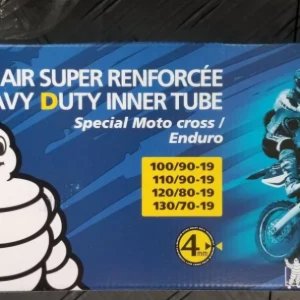 AIR SUPER RENFORCÉE
DUTY INNER TUBE
Special Moto cross /
Enduro
100/90-19
110/90-19
120/80-19
130/70-19
4mm